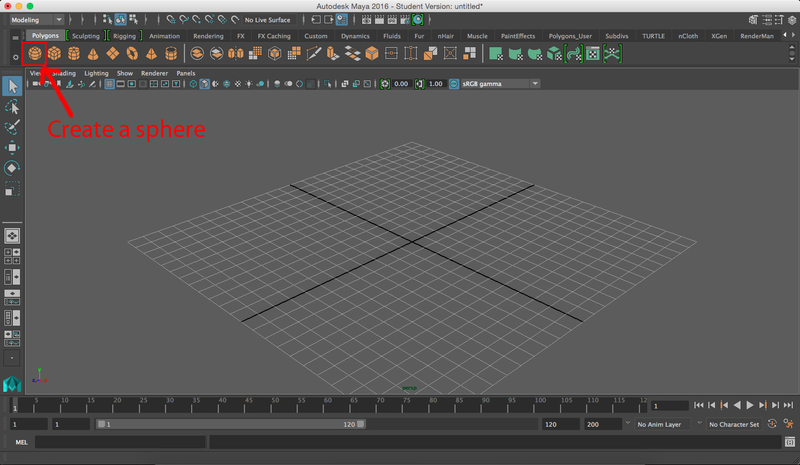 Autodesk Maya 2016 - Student Version: untitled*
Modeling
No Live Surface
Polygons Sculpting Rigging Animation Rendering FX FX Caching Custom Dynamics Fluids Fur nHair Muscle PaintEffects Polygons_User Subdivs TURTLE nCloth XGen RenderMan
View Shading Lighting Show Renderer Panels
0.00 1.00 sRGB gamma
Create a sphere
persp
1 5 10 15 20 25 30 35 40 45 50 55 60 65 70 75 80 85 90 95 100 105 110 115 12 1
1 1 1 120 120 200 No Anim Layer No Character Set
MEL